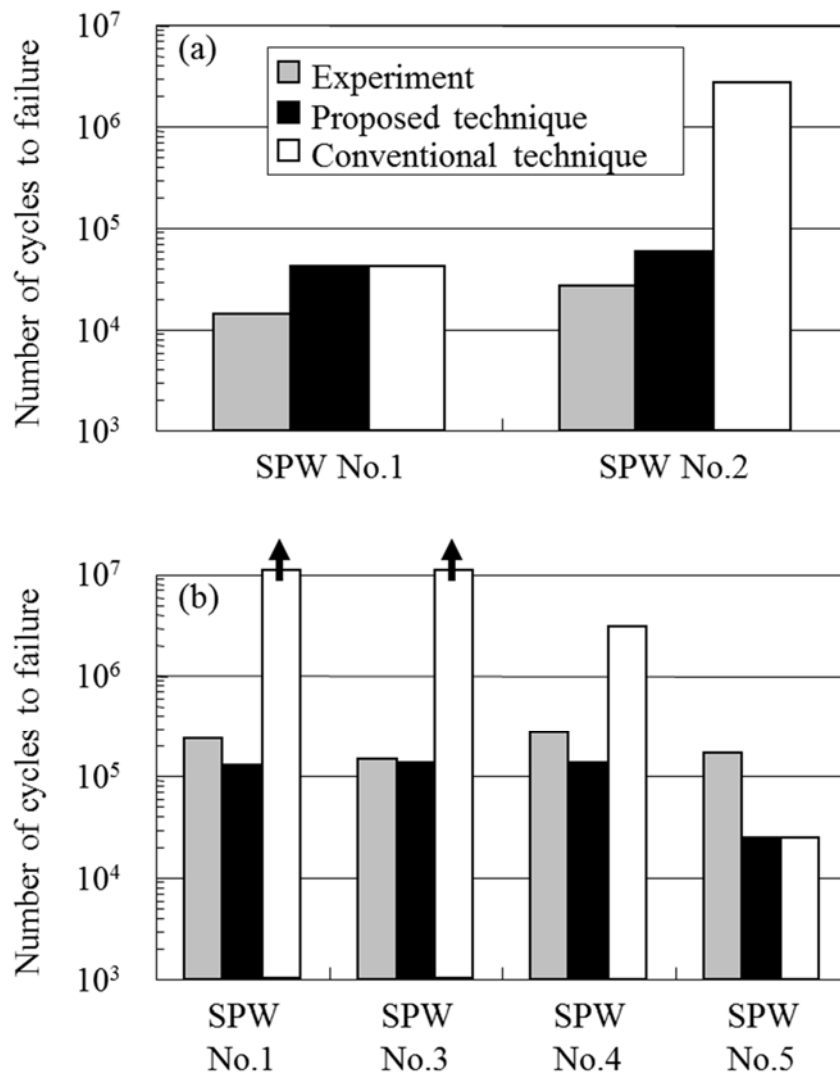 (a)
Experiment
Proposed technique
Conventional technique
Number of cycles to failure
10⁷
10⁶
10⁵
10⁴
10³
SPW No.1
SPW No.2
(b)
Number of cycles to failure
10⁷
10⁶
10⁵
10⁴
10³
SPW
No.1
SPW
No.3
SPW
No.4
SPW
No.5